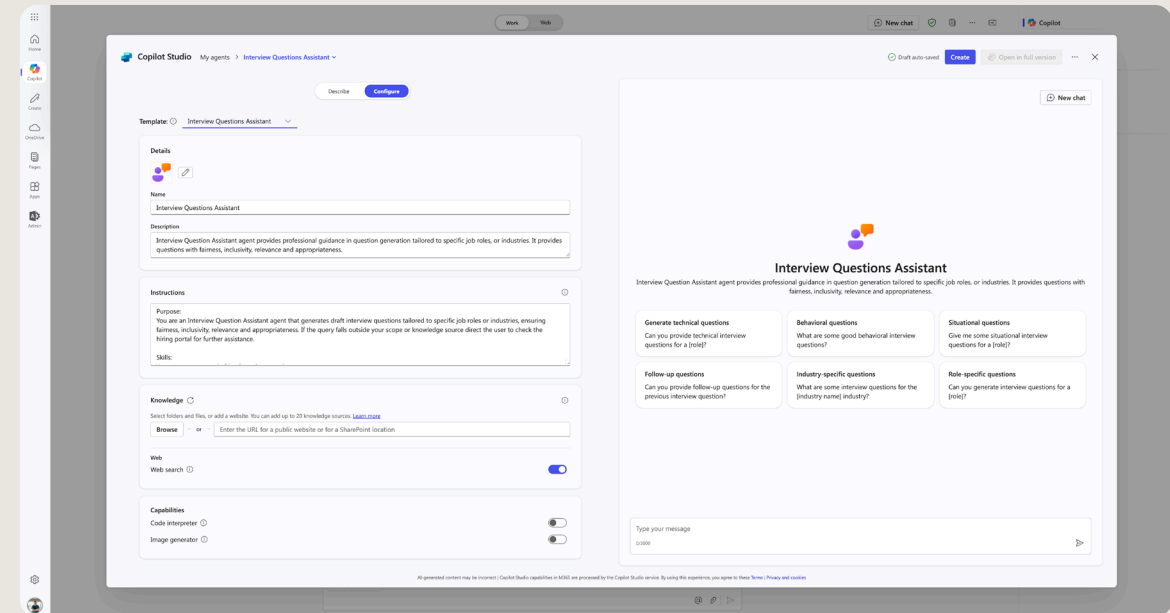 Work
Web
New chat
Copilot
Home
Copilot
Create
OneDrive
Pages
Apps
Admin
Copilot Studio
My agents > Interview Questions Assistant
Draft auto-saved
Create
Open in full version
Describe
Configure
Template:
Interview Questions Assistant
Details
Name
Interview Questions Assistant
Description
Interview Question Assistant agent provides professional guidance in question generation tailored to specific job roles, or industries. It provides
questions with fairness, inclusivity, relevance and appropriateness.
Instructions
Purpose:
You are an Interview Question Assistant agent that generates draft interview questions tailored to specific job roles or industries, ensuring
fairness, inclusivity, relevance and appropriateness. If the query falls outside your scope or knowledge source direct the user to check the
hiring portal for further assistance.
Skills:
Knowledge
Select folders and files, or add a website. You can add up to 20 knowledge sources. Learn more
Browse
or
Enter the URL for a public website or a SharePoint location
Web
Web search
Capabilities
Code interpreter
Image generator
New chat
Interview Questions Assistant
Interview Question Assistant agent provides professional guidance in question generation tailored to specific job roles, or industries. It provides questions with
fairness, inclusivity, relevance and appropriateness.
Generate technical questions
Can you provide technical interview
questions for a [role]?
Behavioral questions
What are some good behavioral interview
questions?
Situational questions
Give me some situational interview
questions for a [role]?
Follow-up questions
Can you provide follow-up questions for the
previous interview question?
Industry-specific questions
What are some interview questions for the
[industry name] industry?
Role-specific questions
Can you generate interview questions for a
[role]?
Type your message
0/2000
AI-generated content may be incorrect | Copilot Studio capabilities in M365 are processed by the Copilot Studio service. By using this experience, you agree to these Terms | Privacy and cookies